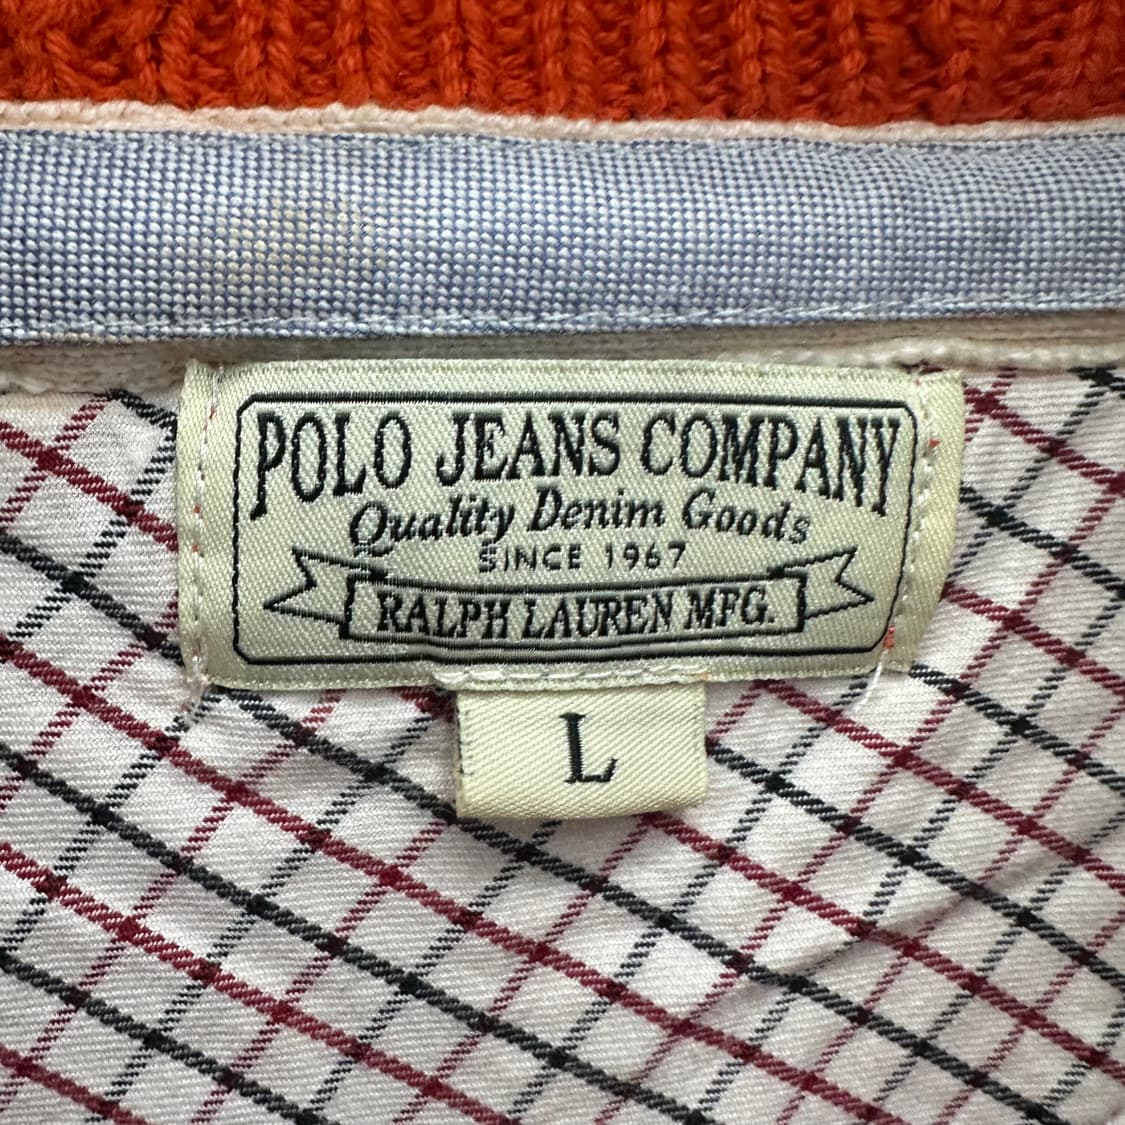 POLO JEANS COMPANY
Quality Denim Goods
SINCE 1967
RALPH LAUREN MFG.
L